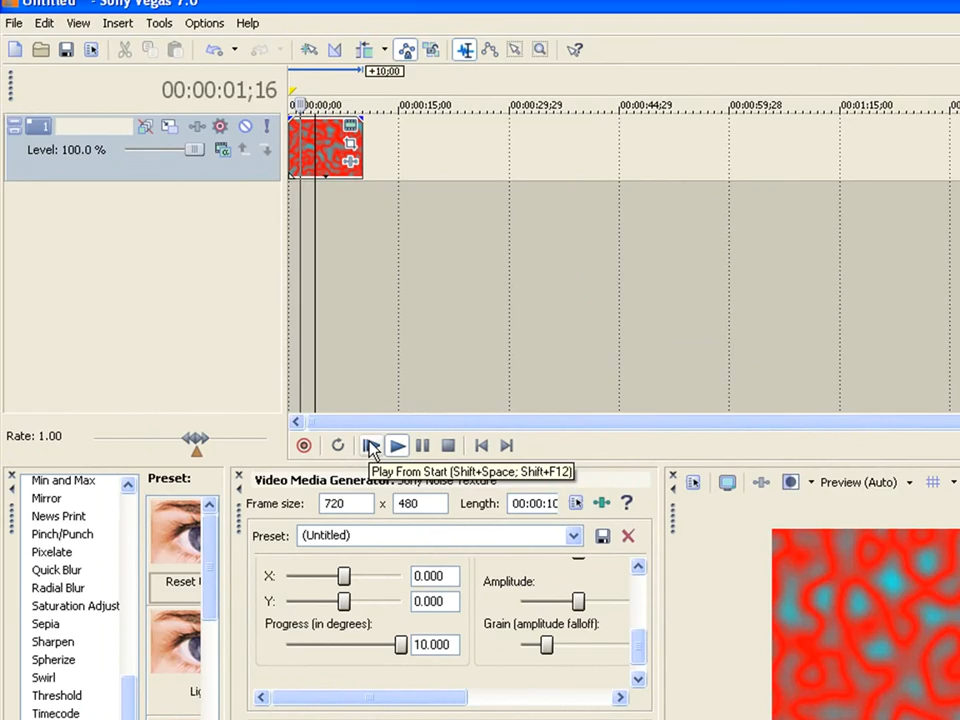 Untitled * - Sony Vegas 7.0
File Edit View Insert Tools Options Help
+10;00
00:00:01;16
00:00:15;00 00:00:29;29 00:00:44;29 00:00:59;28 00:01:15;00
1
Level: 100.0 %
Rate: 1.00
Play From Start (Shift+Space; Shift+F12)
Min and Max
Mirror
News Print
Pinch/Punch
Pixelate
Quick Blur
Radial Blur
Saturation Adjust
Sepia
Sharpen
Spherize
Swirl
Threshold
Timecode
Preset:
Reset
Video Media Generator: Sony Noise Texture
Frame size: 720 x 480 Length: 00:00:10
Preset: (Untitled)
X: 0.000
Y: 0.000
Progress (in degrees):
10.000
Amplitude:
Grain (amplitude falloff):
Preview (Auto)